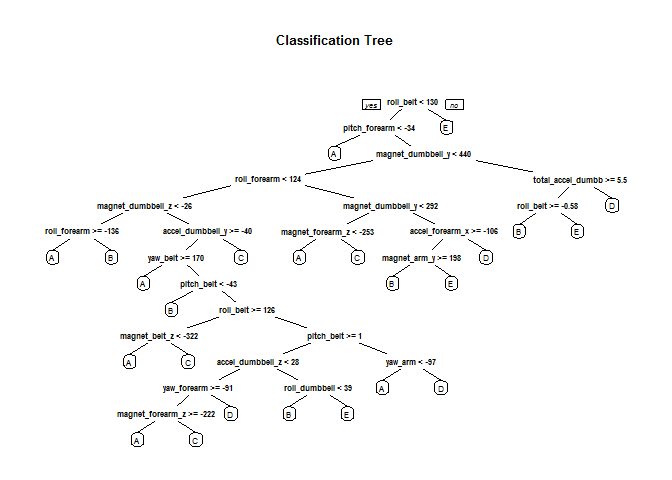 Classification Tree
yes roll_belt < 130 no
pitch_forearm < -34 E
A magnet_dumbbell_y < 440
roll_forearm < 124 total_accel_dumbb >= 5.5
magnet_dumbbell_z < -26 magnet_dumbbell_y < 292 roll_belt >= -0.58 D
roll_forearm >= -136 accel_dumbbell_y >= -40 magnet_forearm_z < -253 accel_forearm_x >= -106 B E
A B yaw_belt >= 170 C A C magnet_arm_y >= 198 D
A pitch_belt < -43 B E
B roll_belt >= 126
magnet_belt_z < -322 pitch_belt >= 1
A C accel_dumbbell_z < 28 yaw_arm < -97
yaw_forearm >= -91 roll_dumbbell < 39 A D
magnet_forearm_z >= -222 D B E
A C